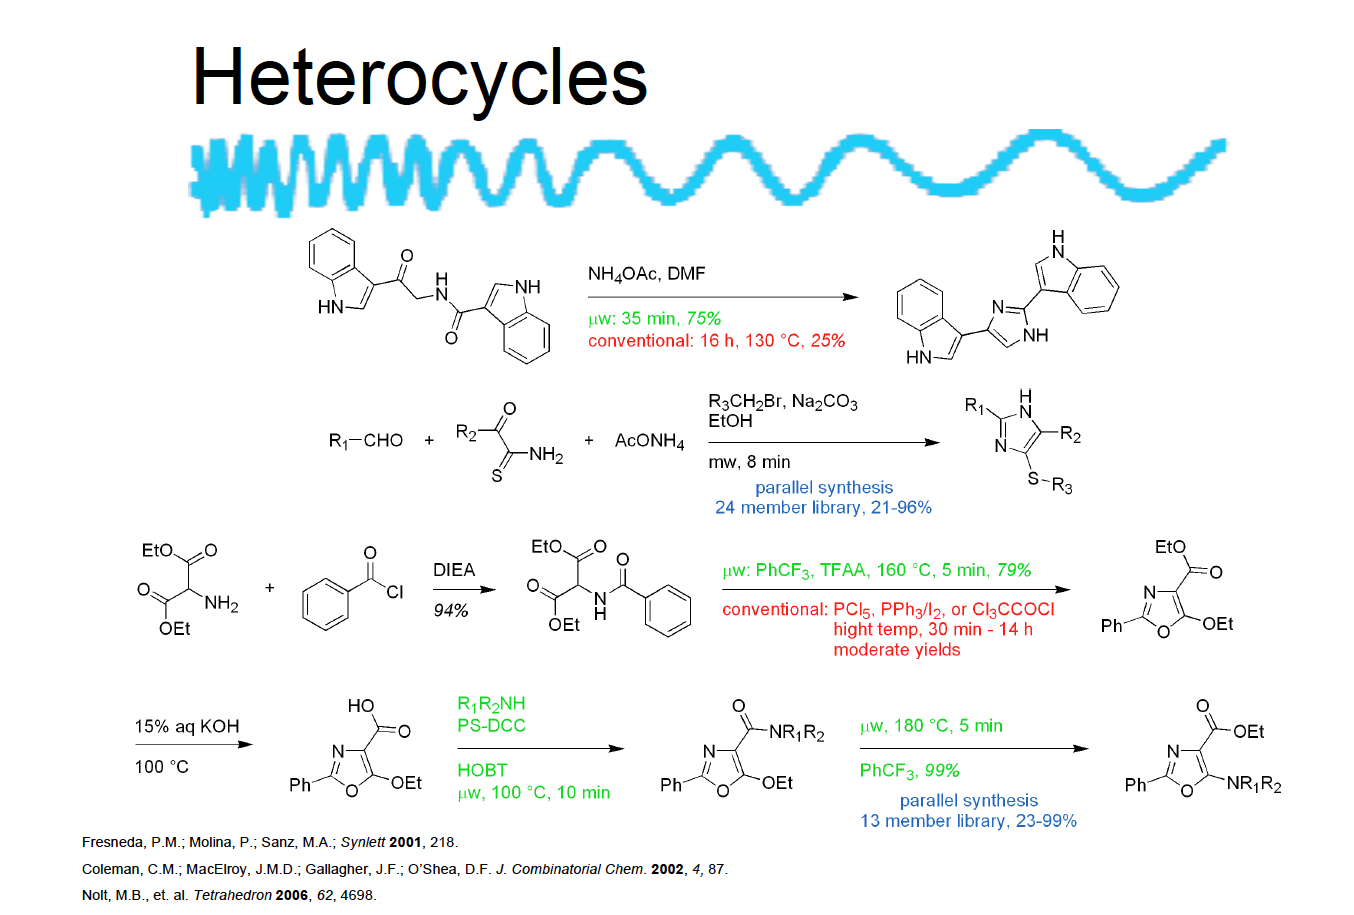 Heterocycles
O
HN
H
N
O
NH
NH₄OAc, DMF
μw: 35 min, 75%
conventional: 16 h, 130 °C, 25%
H
N
N
NH
HN
R₁–CHO
+
R₂
O
NH₂
S
+
AcONH₄
R₃CH₂Br, Na₂CO₃
EtOH
mw, 8 min
parallel synthesis
24 member library, 21-96%
R₁
H
N
N
R₂
S–R₃
EtO
O
O
NH₂
OEt
+
O
Cl
DIEA
94%
EtO
O
O
O
N
H
OEt
μw: PhCF₃, TFAA, 160 °C, 5 min, 79%
conventional: PCl₅, PPh₃/I₂, or Cl₃CCOCl
hight temp, 30 min - 14 h
moderate yields
EtO
O
N
Ph
O
OEt
15% aq KOH
100 °C
HO
O
N
Ph
O
OEt
R₁R₂NH
PS-DCC
HOBT
μw, 100 °C, 10 min
O
NR₁R₂
N
Ph
O
OEt
μw, 180 °C, 5 min
PhCF₃, 99%
parallel synthesis
13 member library, 23-99%
O
OEt
N
Ph
O
NR₁R₂
Fresneda, P.M.; Molina, P.; Sanz, M.A.; Synlett 2001, 218.
Coleman, C.M.; MacElroy, J.M.D.; Gallagher, J.F.; O'Shea, D.F. J. Combinatorial Chem. 2002, 4, 87.
Nolt, M.B., et. al. Tetrahedron 2006, 62, 4698.